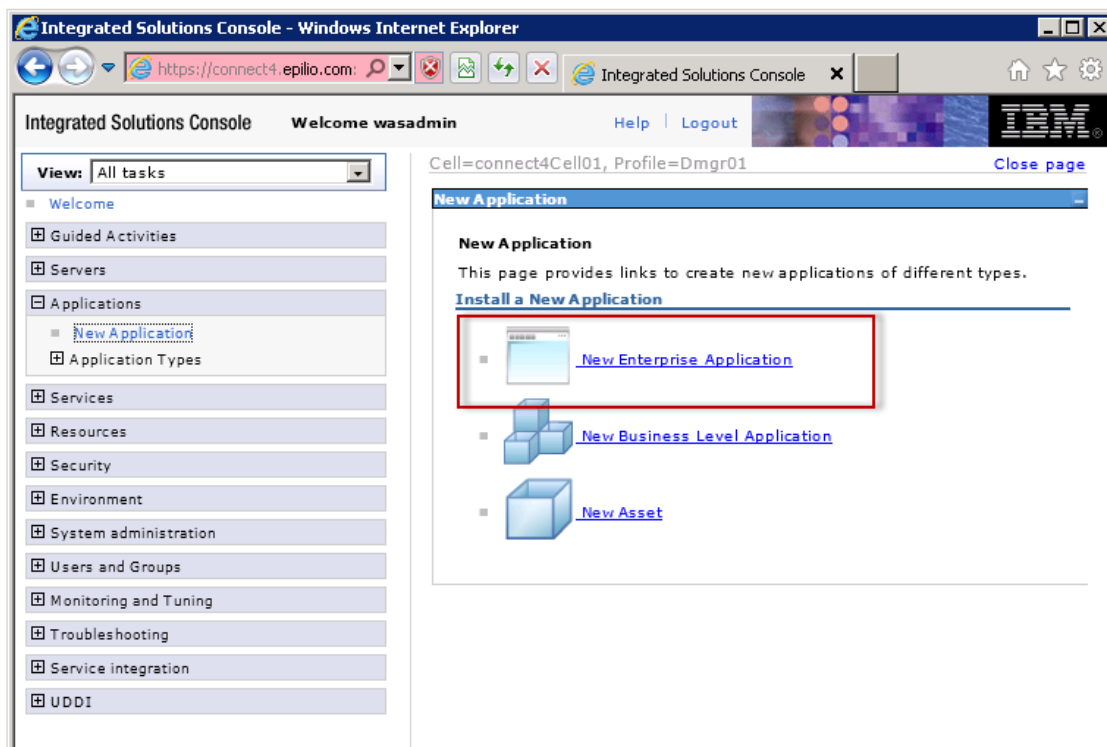 Integrated Solutions Console - Windows Internet Explorer
https://connect4.epilio.com:
Integrated Solutions Console
Integrated Solutions Console Welcome wasadmin Help Logout IBM®
View: All tasks
Welcome
Guided Activities
Servers
Applications
New Application
Application Types
Services
Resources
Security
Environment
System administration
Users and Groups
Monitoring and Tuning
Troubleshooting
Service integration
UDDI
Cell=connect4Cell01, Profile=Dmgr01 Close page
New Application
New Application
This page provides links to create new applications of different types.
Install a New Application
New Enterprise Application
New Business Level Application
New Asset